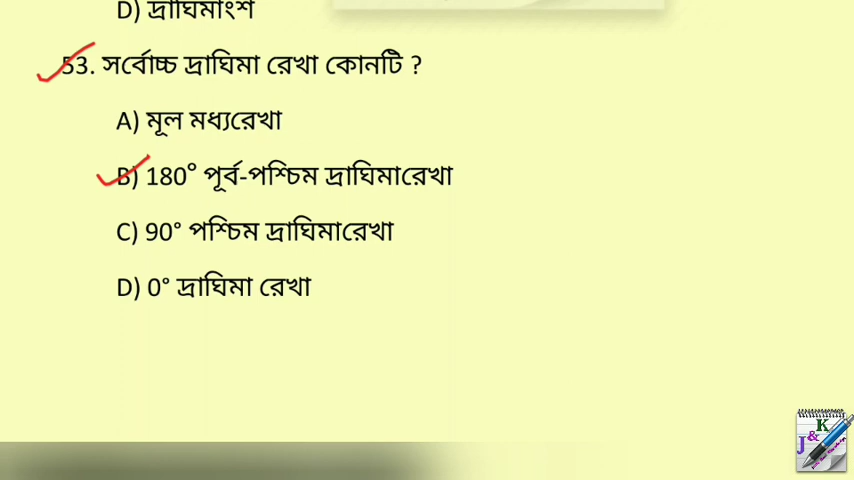 D) দ্রাঘিমাংশ
53. সর্বোচ্চ দ্রাঘিমা রেখা কোনটি ?
A) মূল মধ্যরেখা
B) 180° পূর্ব-পশ্চিম দ্রাঘিমারেখা
C) 90° পশ্চিম দ্রাঘিমারেখা
D) 0° দ্রাঘিমা রেখা
J&K